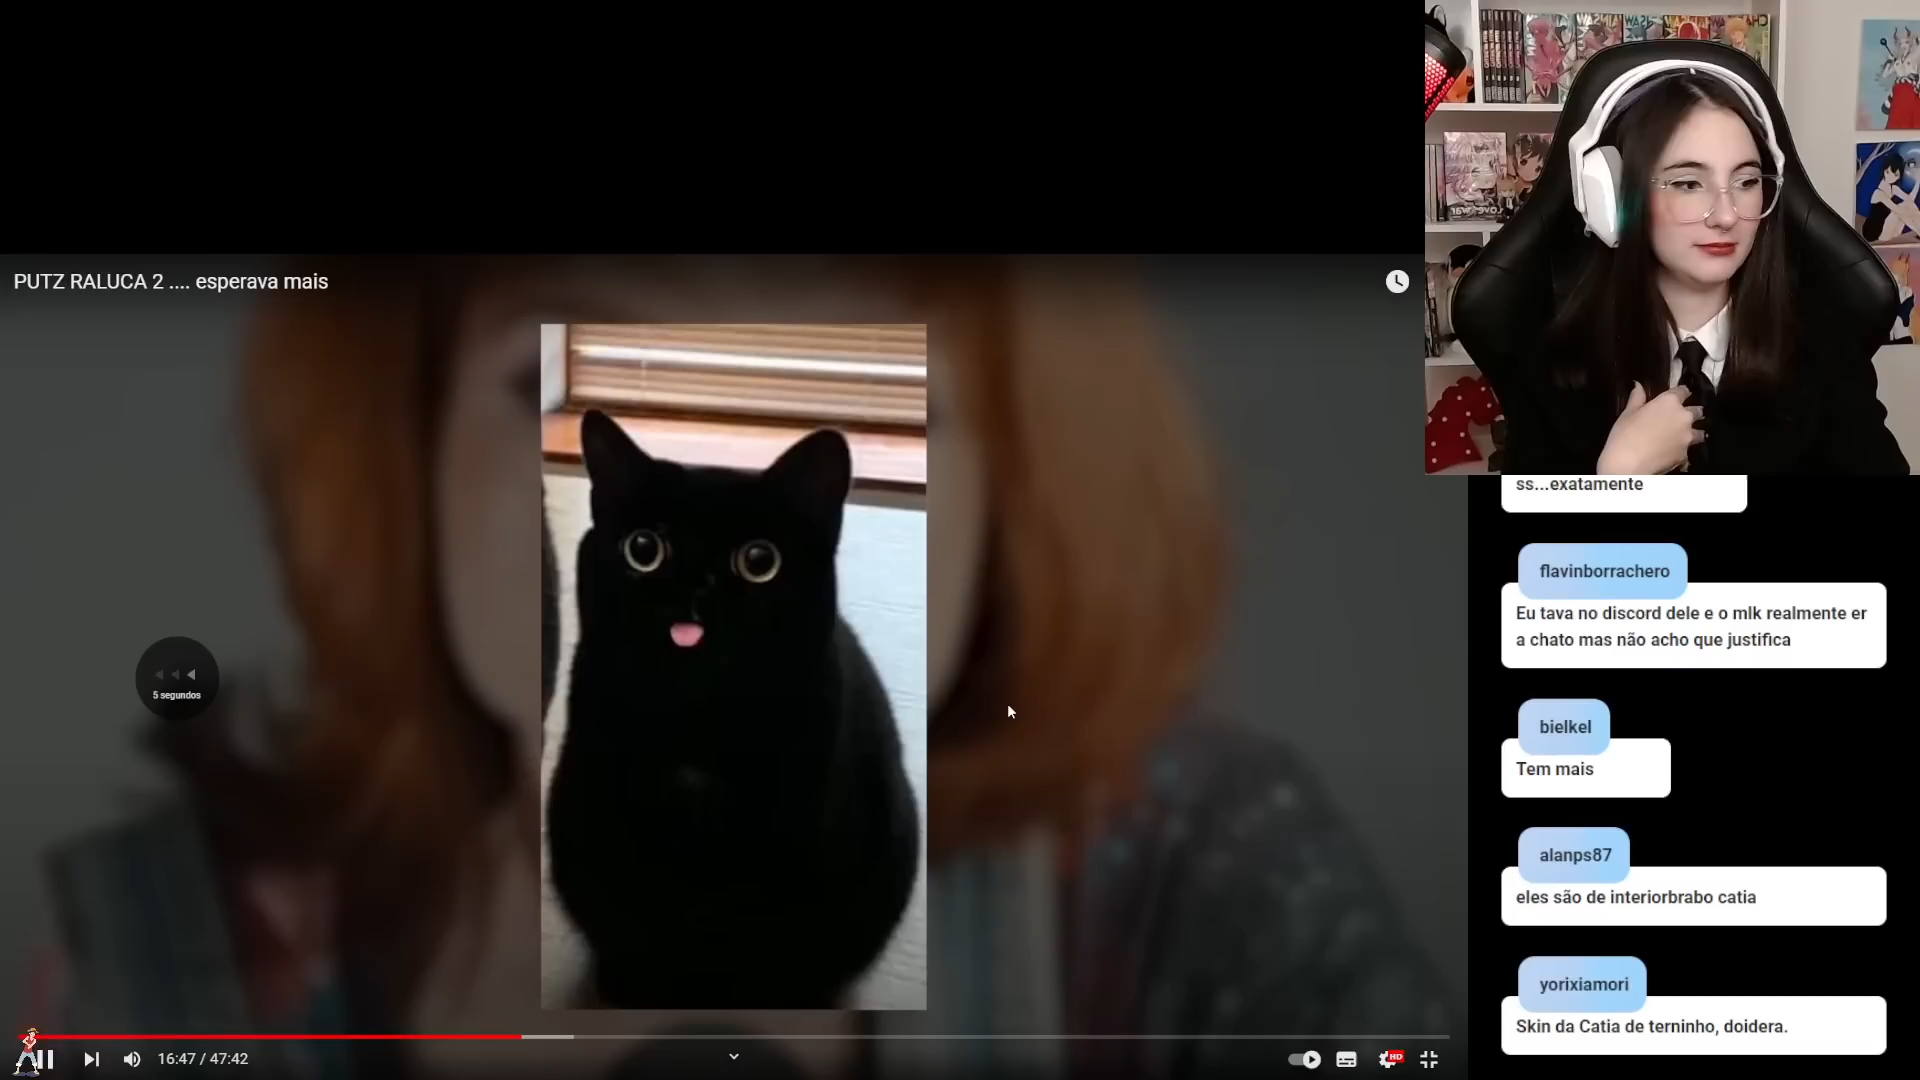 PUTZ RALUCA 2 .... esperava mais
5 segundos
16:47 / 47:42
HD
ss...exatamente
flavinborrachero
Eu tava no discord dele e o mlk realmente er
a chato mas não acho que justifica
bielkel
Tem mais
alanps87
eles são de interiorbrabo catia
yorixiamori
Skin da Catia de terninho, doidera.